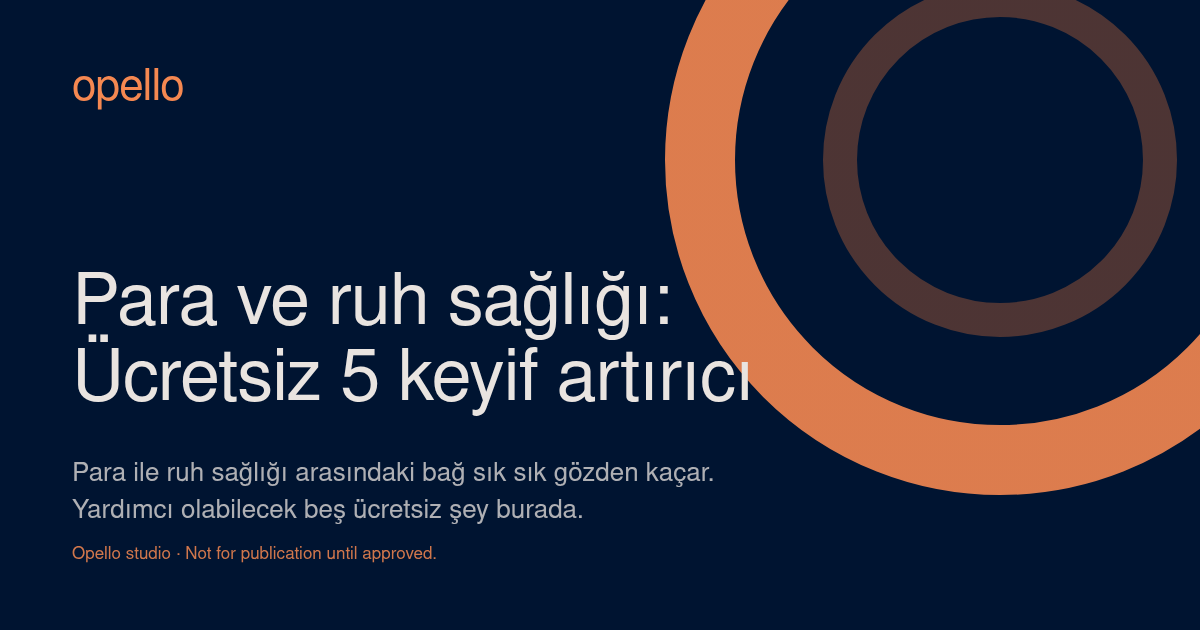 opello
Para ve ruh sağlığı:
Ücretsiz 5 keyif artırıcı
Para ile ruh sağlığı arasındaki bağ sık sık gözden kaçar.
Yardımcı olabilecek beş ücretsiz şey burada.
Opello studio · Not for publication until approved.